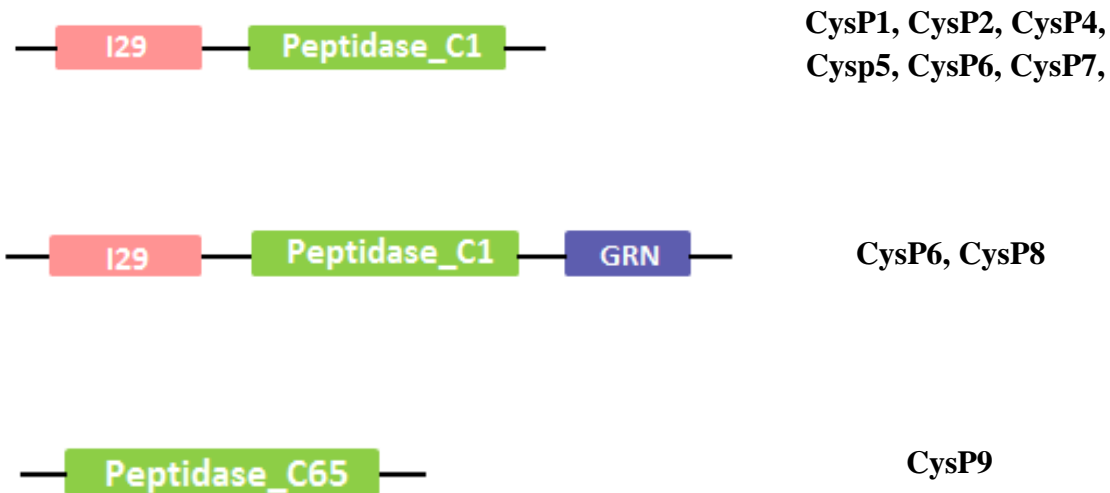 I29 Peptidase_C1 CysP1, CysP2, CysP4,
Cysp5, CysP6, CysP7,
I29 Peptidase_C1 GRN CysP6, CysP8
Peptidase_C65 CysP9